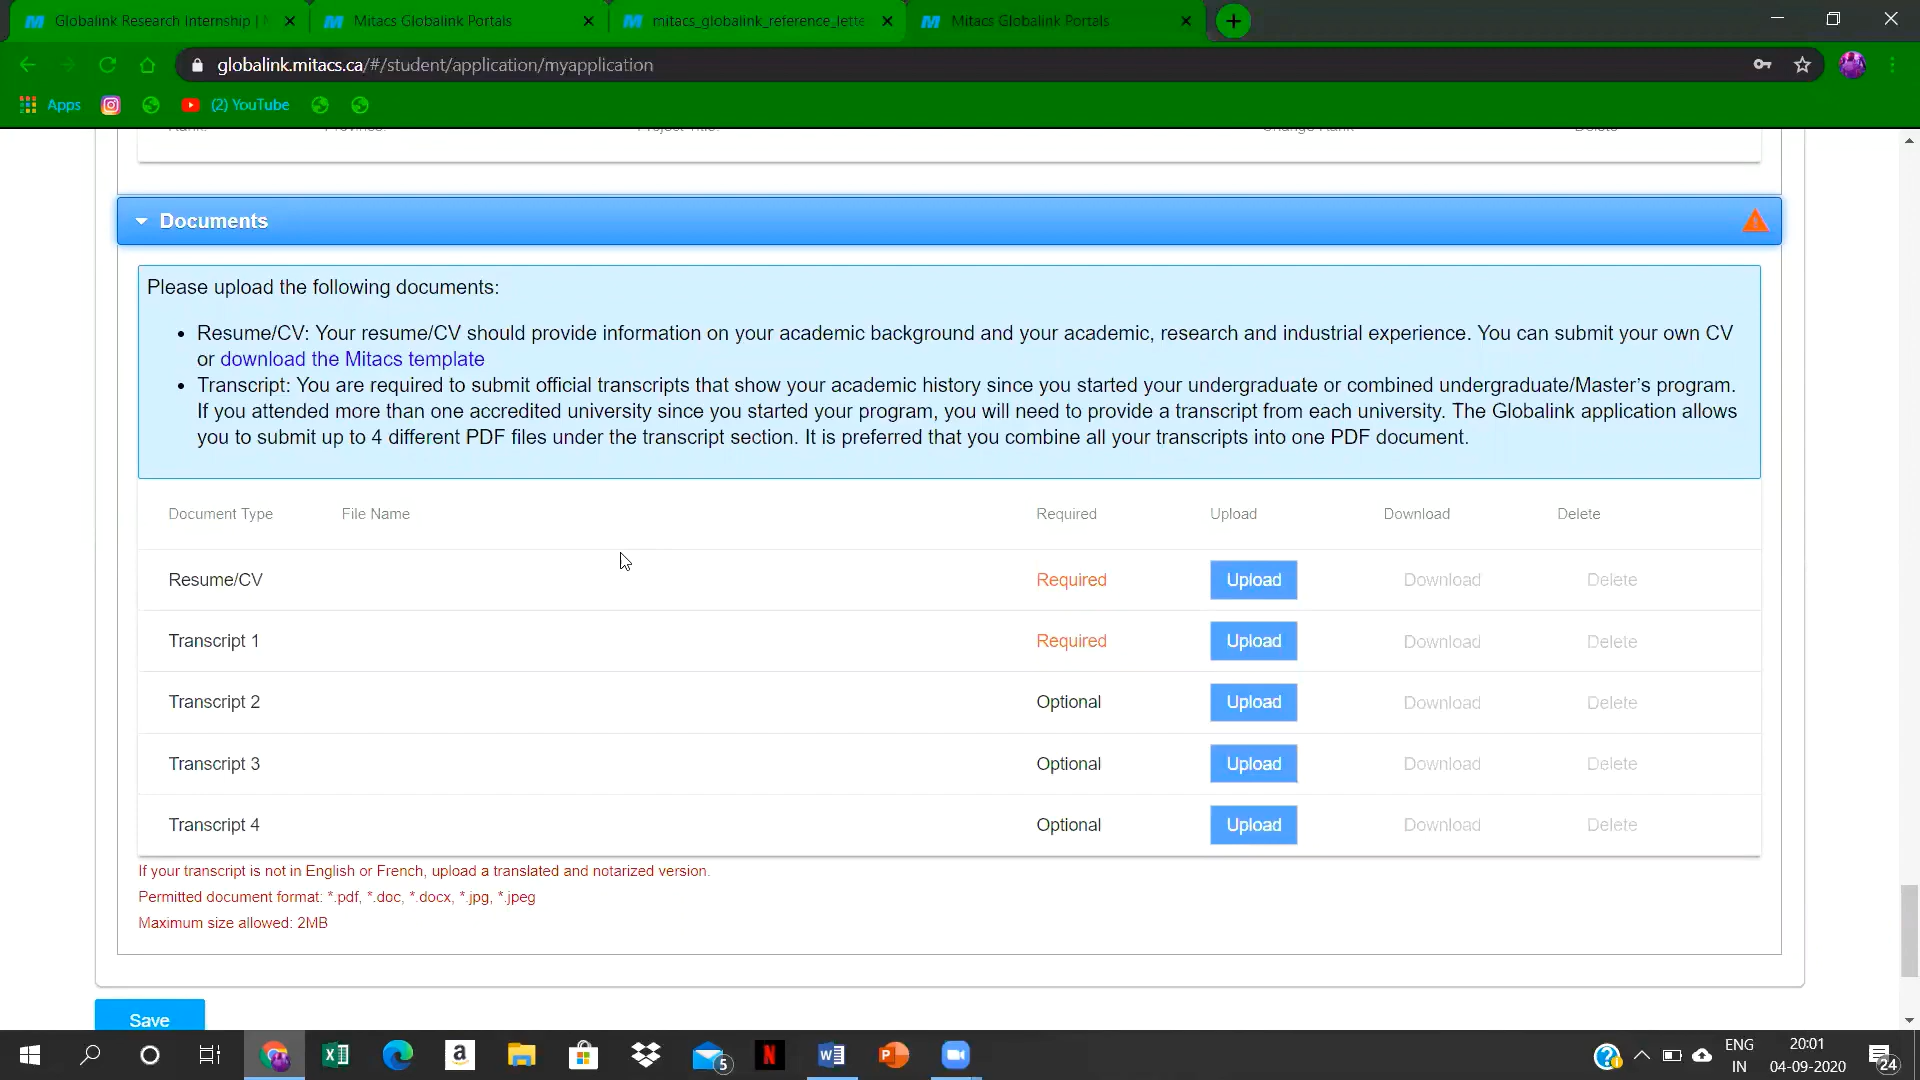 Globalink Research Internship |
Mitacs Globalink Portals
mitacs_globalink_reference_lette
Mitacs Globalink Portals
globalink.mitacs.ca/#/student/application/myapplication
Apps
(2) YouTube
Rank. Province. Project Title. Change Rank Delete
Documents
Please upload the following documents:
• Resume/CV: Your resume/CV should provide information on your academic background and your academic, research and industrial experience. You can submit your own CV
or download the Mitacs template
• Transcript: You are required to submit official transcripts that show your academic history since you started your undergraduate or combined undergraduate/Master’s program.
If you attended more than one accredited university since you started your program, you will need to provide a transcript from each university. The Globalink application allows
you to submit up to 4 different PDF files under the transcript section. It is preferred that you combine all your transcripts into one PDF document.
Document Type File Name Required Upload Download Delete
Resume/CV Required Upload Download Delete
Transcript 1 Required Upload Download Delete
Transcript 2 Optional Upload Download Delete
Transcript 3 Optional Upload Download Delete
Transcript 4 Optional Upload Download Delete
If your transcript is not in English or French, upload a translated and notarized version.
Permitted document format: *.pdf, *.doc, *.docx, *.jpg, *.jpeg
Maximum size allowed: 2MB
Save
5
ENG
IN
20:01
04-09-2020
24